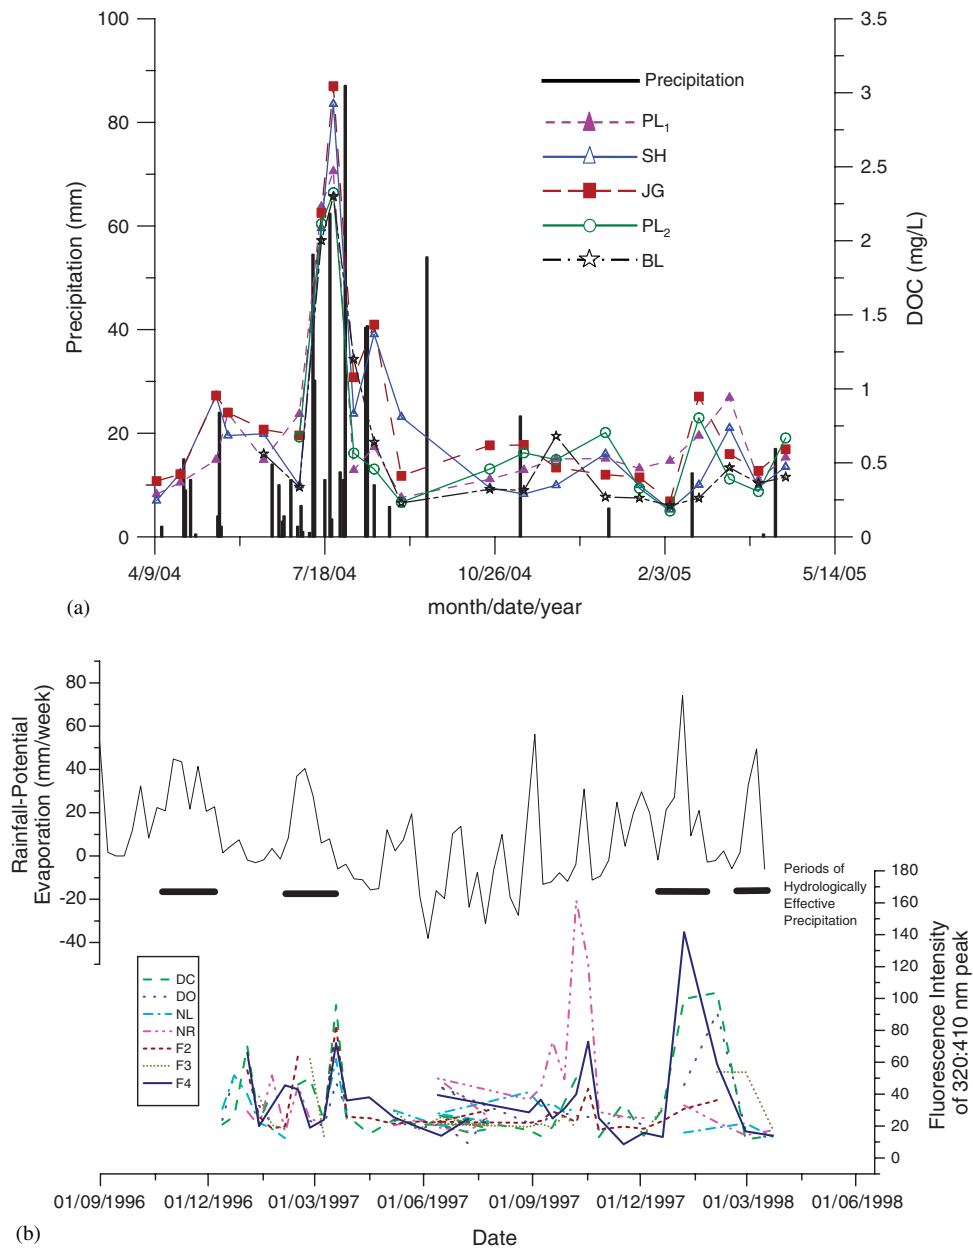 100
80
60
40
20
0
Precipitation (mm)
3.5
3
2.5
2
1.5
1
0.5
0
DOC (mg/L)
Precipitation
PL1
SH
JG
PL2
BL
4/9/04
7/18/04
10/26/04
2/3/05
5/14/05
month/date/year
(a)
80
60
40
20
0
-20
-40
Rainfall-Potential
Evaporation (mm/week)
Periods of
Hydrologically
Effective
Precipitation
180
160
140
120
100
80
60
40
20
0
Fluorescence Intensity
of 320:410 nm peak
DC
DO
NL
NR
F2
F3
F4
01/09/1996
01/12/1996
01/03/1997
01/06/1997
01/09/1997
01/12/1997
01/03/1998
01/06/1998
Date
(b)